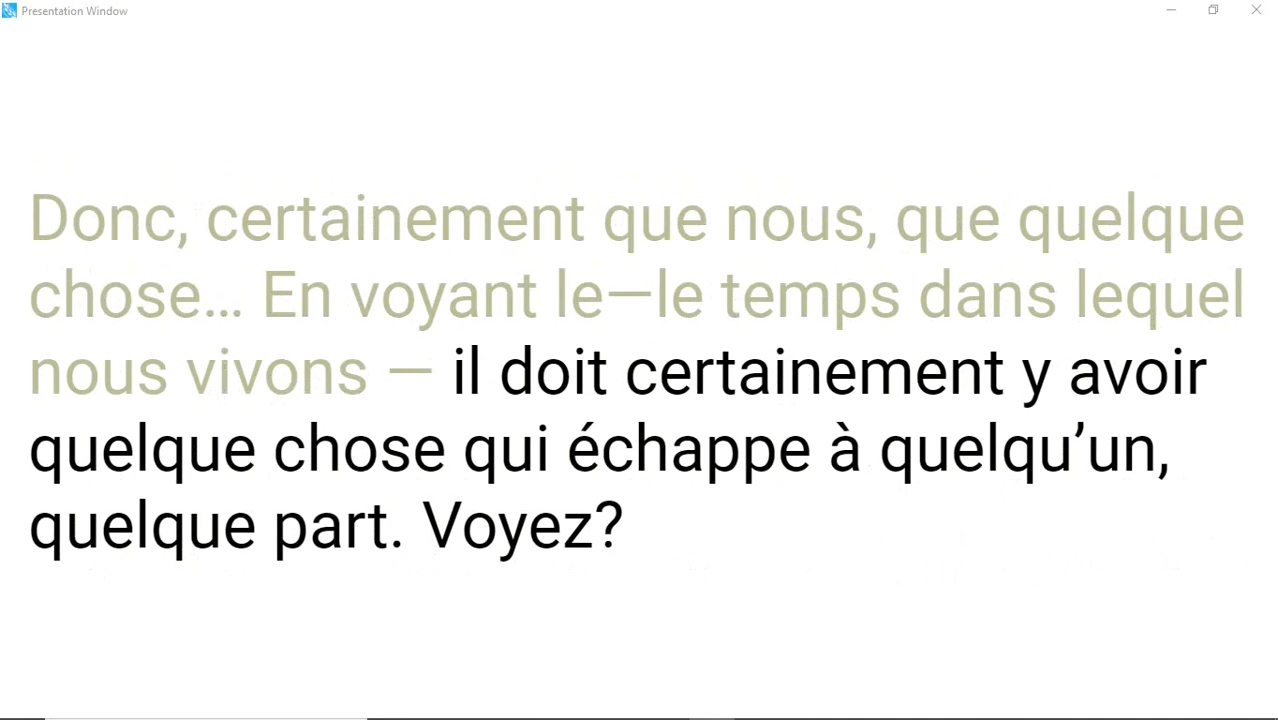 Presentation Window
Donc, certainement que nous, que quelque
chose… En voyant le—le temps dans lequel
nous vivons — il doit certainement y avoir
quelque chose qui échappe à quelqu’un,
quelque part. Voyez?